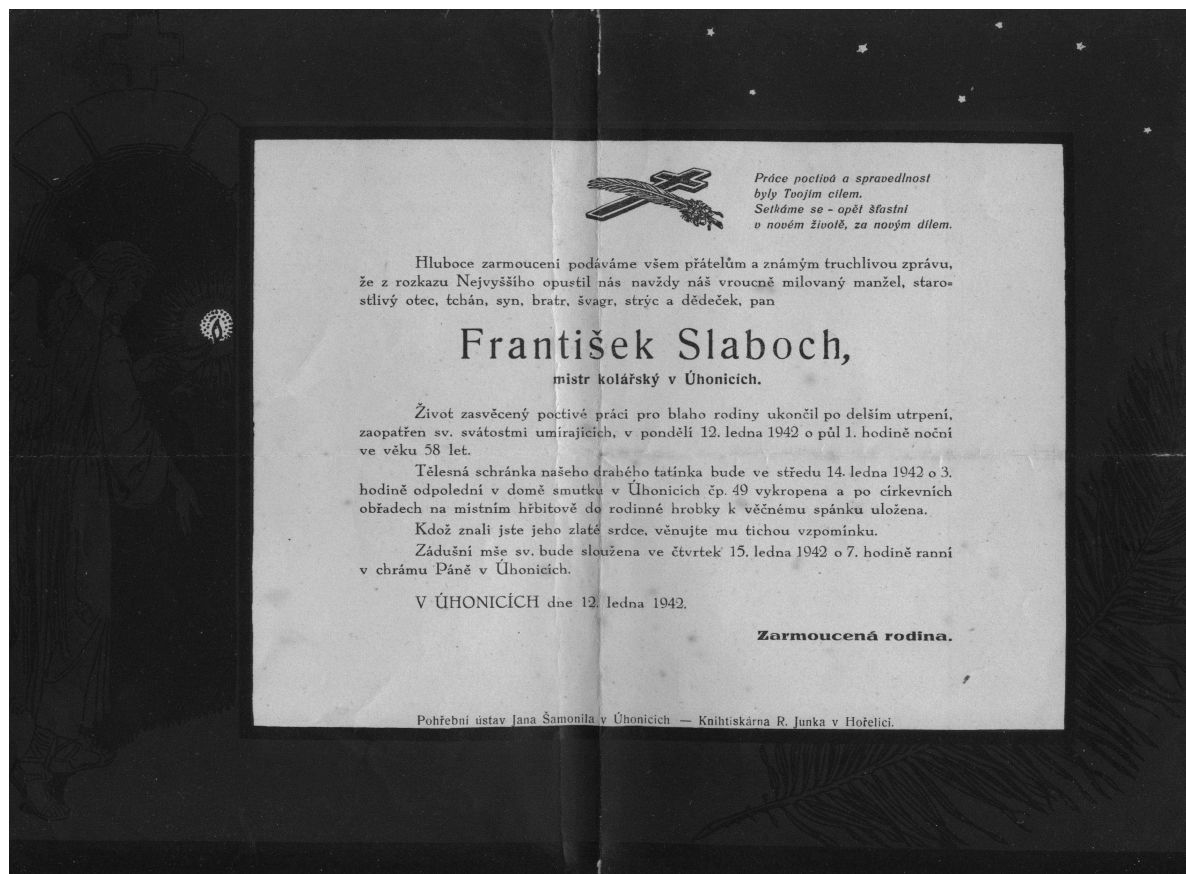 Práce poctivá a spravedlnost
byly Tvojím cílem.
Setkáme se - opět šťastni
v novém životě, za novým dílem.
Hluboce zarmouceni podáváme všem přátelům a známým truchlivou zprávu,
že z rozkazu Nejvyššího opustil nás navždy náš vroucně milovaný manžel, staro=
stlivý otec, tchán, syn, bratr, švagr, strýc a dědeček, pan
František Slaboch,
mistr kolářský v Úhonicích.
Život zasvěcený poctivé práci pro blaho rodiny ukončil po delším utrpení,
zaopatřen sv. svátostmi umírajících, v pondělí 12. ledna 1942 o půl 1. hodině noční
ve věku 58 let.
Tělesná schránka našeho drahého tatínka bude ve středu 14. ledna 1942 o 3.
hodině odpolední v domě smutku v Úhonicích čp. 49 vykropena a po církevních
obřadech na místním hřbitově do rodinné hrobky k věčnému spánku uložena.
Kdož znali jste jeho zlaté srdce, věnujte mu tichou vzpomínku.
Zádušní mše sv. bude sloužena ve čtvrtek 15. ledna 1942 o 7. hodině ranní
v chrámu Páně v Úhonicích.
V ÚHONICÍCH dne 12. ledna 1942.
Zarmoucená rodina.
Pohřební ústav Jana Šamonila v Úhonicích — Knihtiskárna R. Junka v Hořelici.